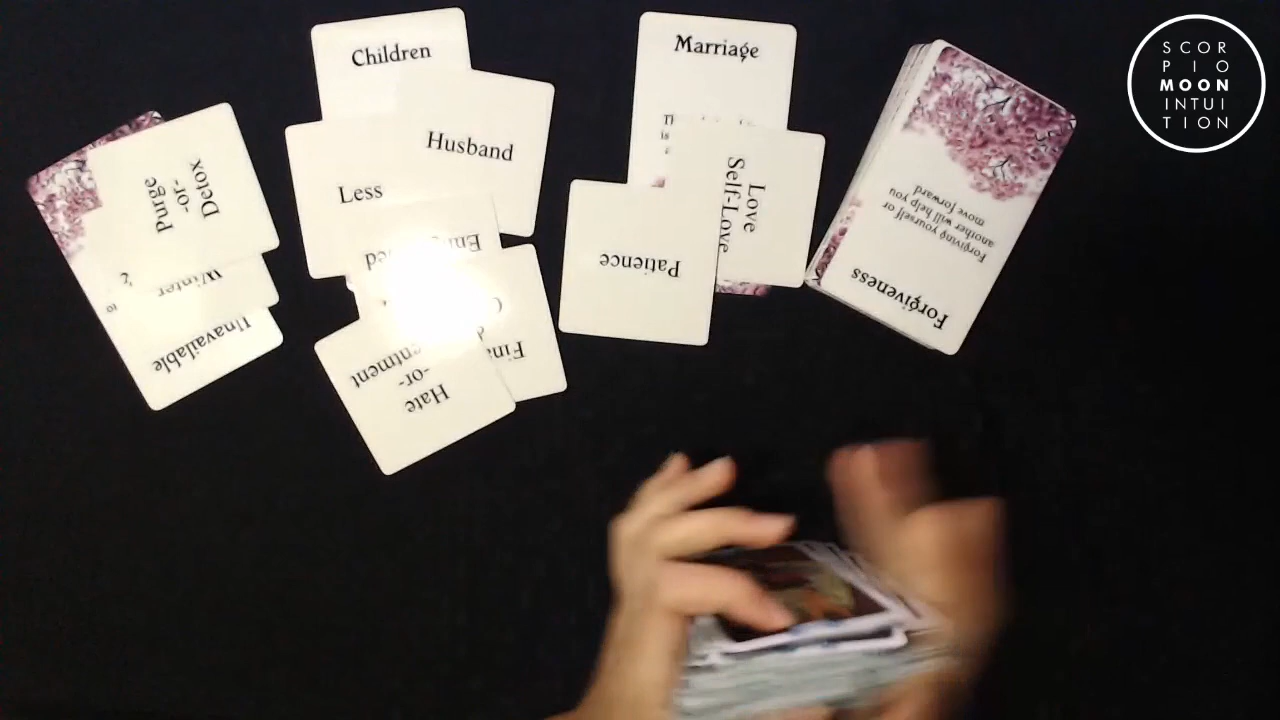 Children
Husband
Less
Marriage
Love
Self-Love
Patience
Forgiveness
Forgiving yourself or
another will help you
move forward
Purge
-or-
Detox
Winter
Unavailable
Hate
-or-
SCOR
PIO
MOON
INTUI
TION